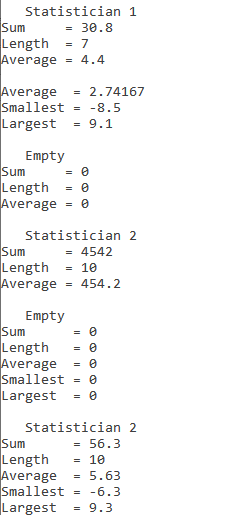 Statistician 1
Sum     = 30.8
Length  = 7
Average = 4.4
Average  = 2.74167
Smallest = -8.5
Largest  = 9.1
Empty
Sum     = 0
Length  = 0
Average = 0
Statistician 2
Sum     = 4542
Length  = 10
Average = 454.2
Empty
Sum      = 0
Length   = 0
Average  = 0
Smallest = 0
Largest  = 0
Statistician 2
Sum      = 56.3
Length   = 10
Average  = 5.63
Smallest = -6.3
Largest  = 9.3